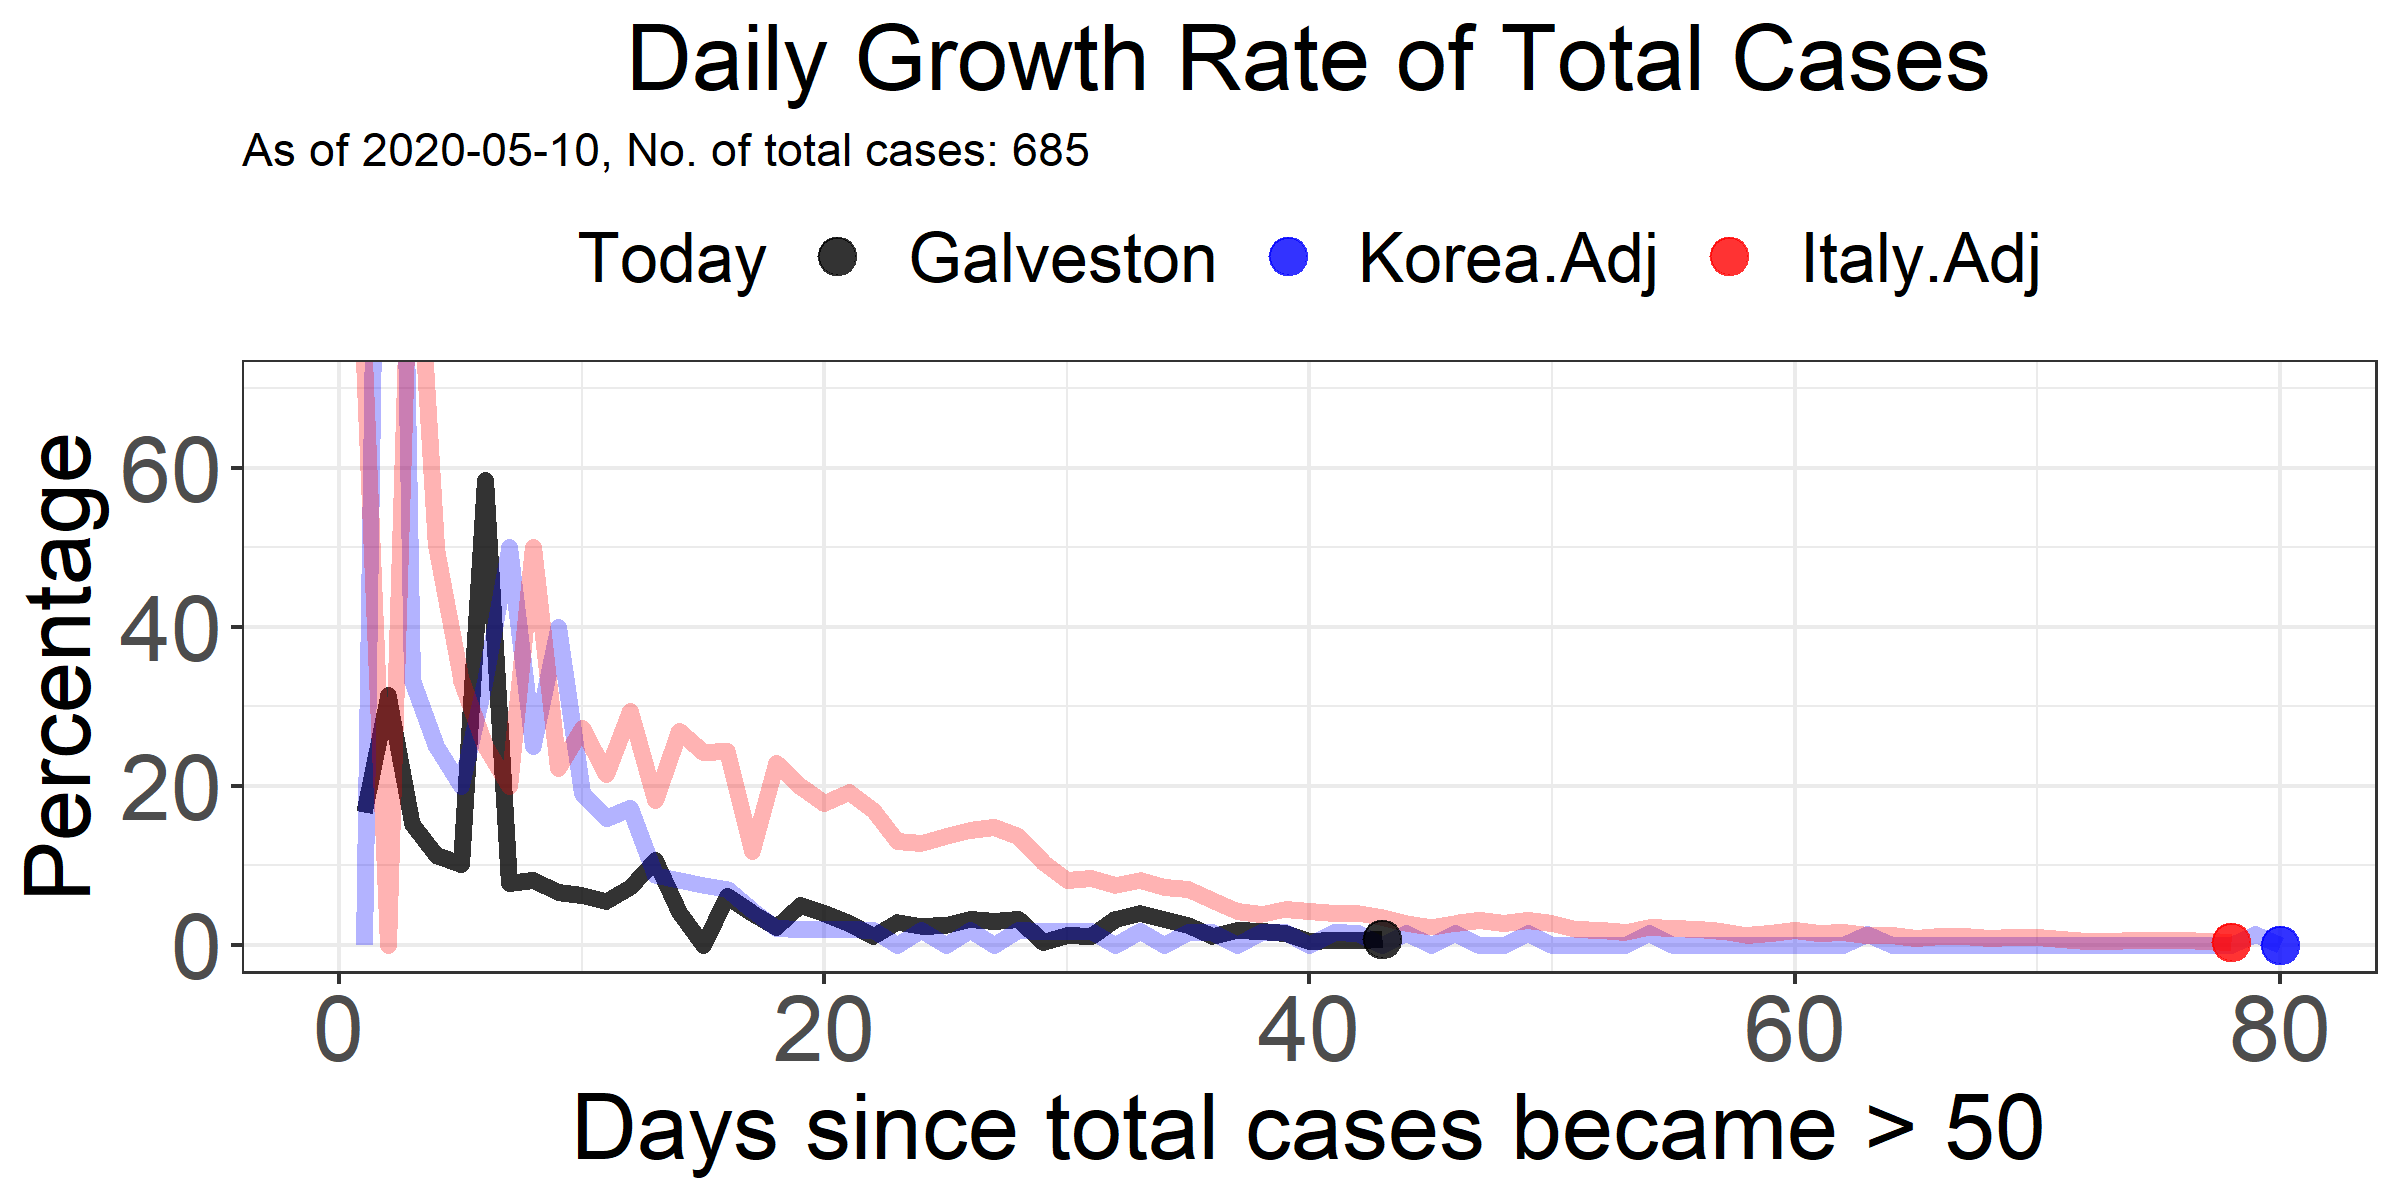 Daily Growth Rate of Total Cases
As of 2020-05-10, No. of total cases: 685
Today Galveston Korea.Adj Italy.Adj
Percentage
60
40
20
0
0 20 40 60 80
Days since total cases became > 50